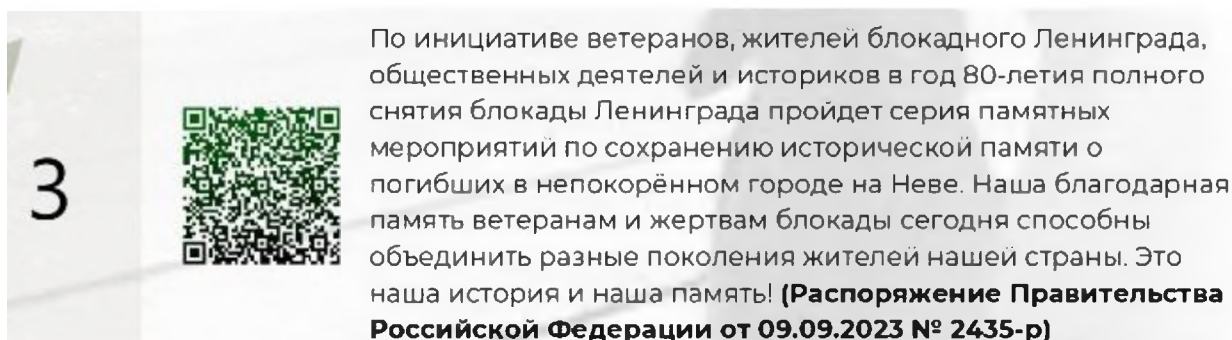 3
По инициативе ветеранов, жителей блокадного Ленинграда,
общественных деятелей и историков в год 80-летия полного
снятия блокады Ленинграда пройдет серия памятных
мероприятий по сохранению исторической памяти о
погибших в непокорённом городе на Неве. Наша благодарная
память ветеранам и жертвам блокады сегодня способны
объединить разные поколения жителей нашей страны. Это
наша история и наша память! (Распоряжение Правительства
Российской Федерации от 09.09.2023 № 2435-р)